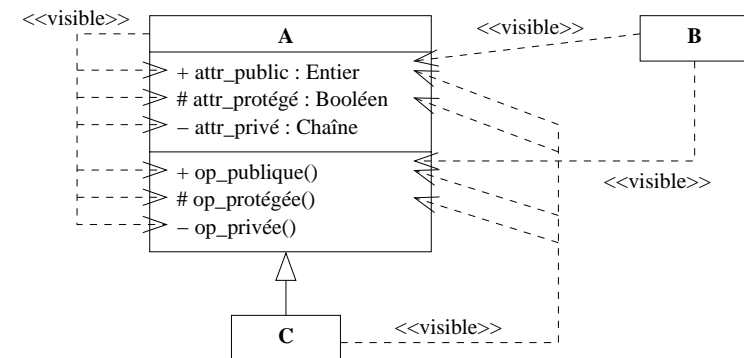 <<visible>>
A
<<visible>>
B
+ attr_public : Entier
# attr_protégé : Booléen
– attr_privé : Chaîne
+ op_publique()
<<visible>>
# op_protégée()
– op_privée()
C
<<visible>>